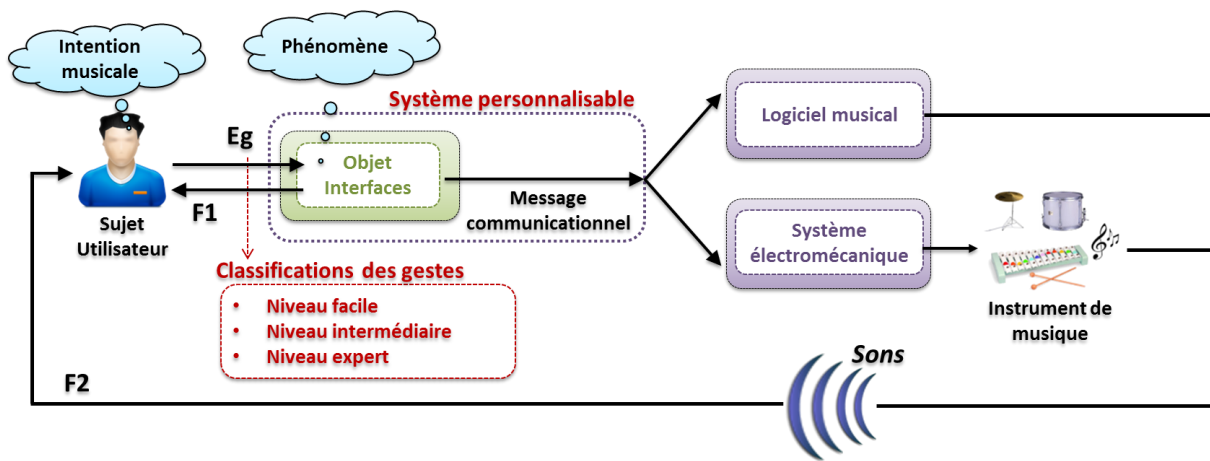 Intention
musicale
Phénomène
Système personnalisable
Eg
Objet
Interfaces
F1
Sujet
Utilisateur
Message
communicationnel
Logiciel musical
Système
électromécanique
Instrument de
musique
Classifications des gestes
• Niveau facile
• Niveau intermédiaire
• Niveau expert
Sons
F2